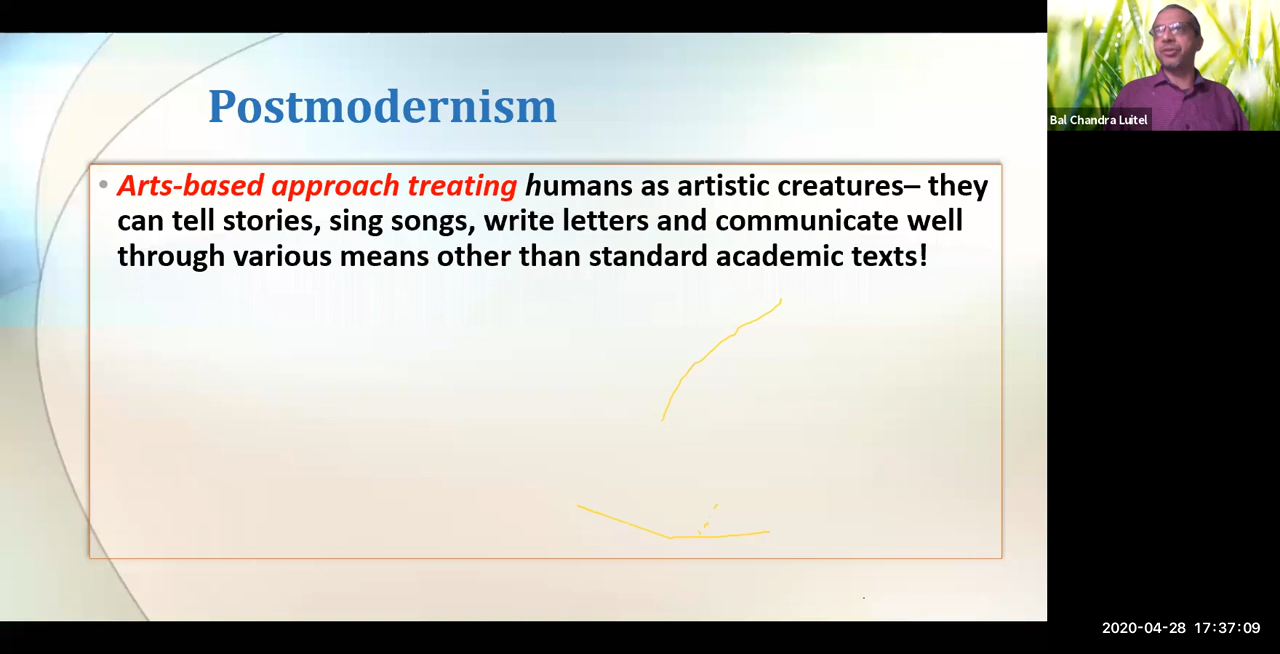 Postmodernism
• Arts-based approach treating humans as artistic creatures– they
can tell stories, sing songs, write letters and communicate well
through various means other than standard academic texts!
Bal Chandra Luitel
2020-04-28 17:37:09